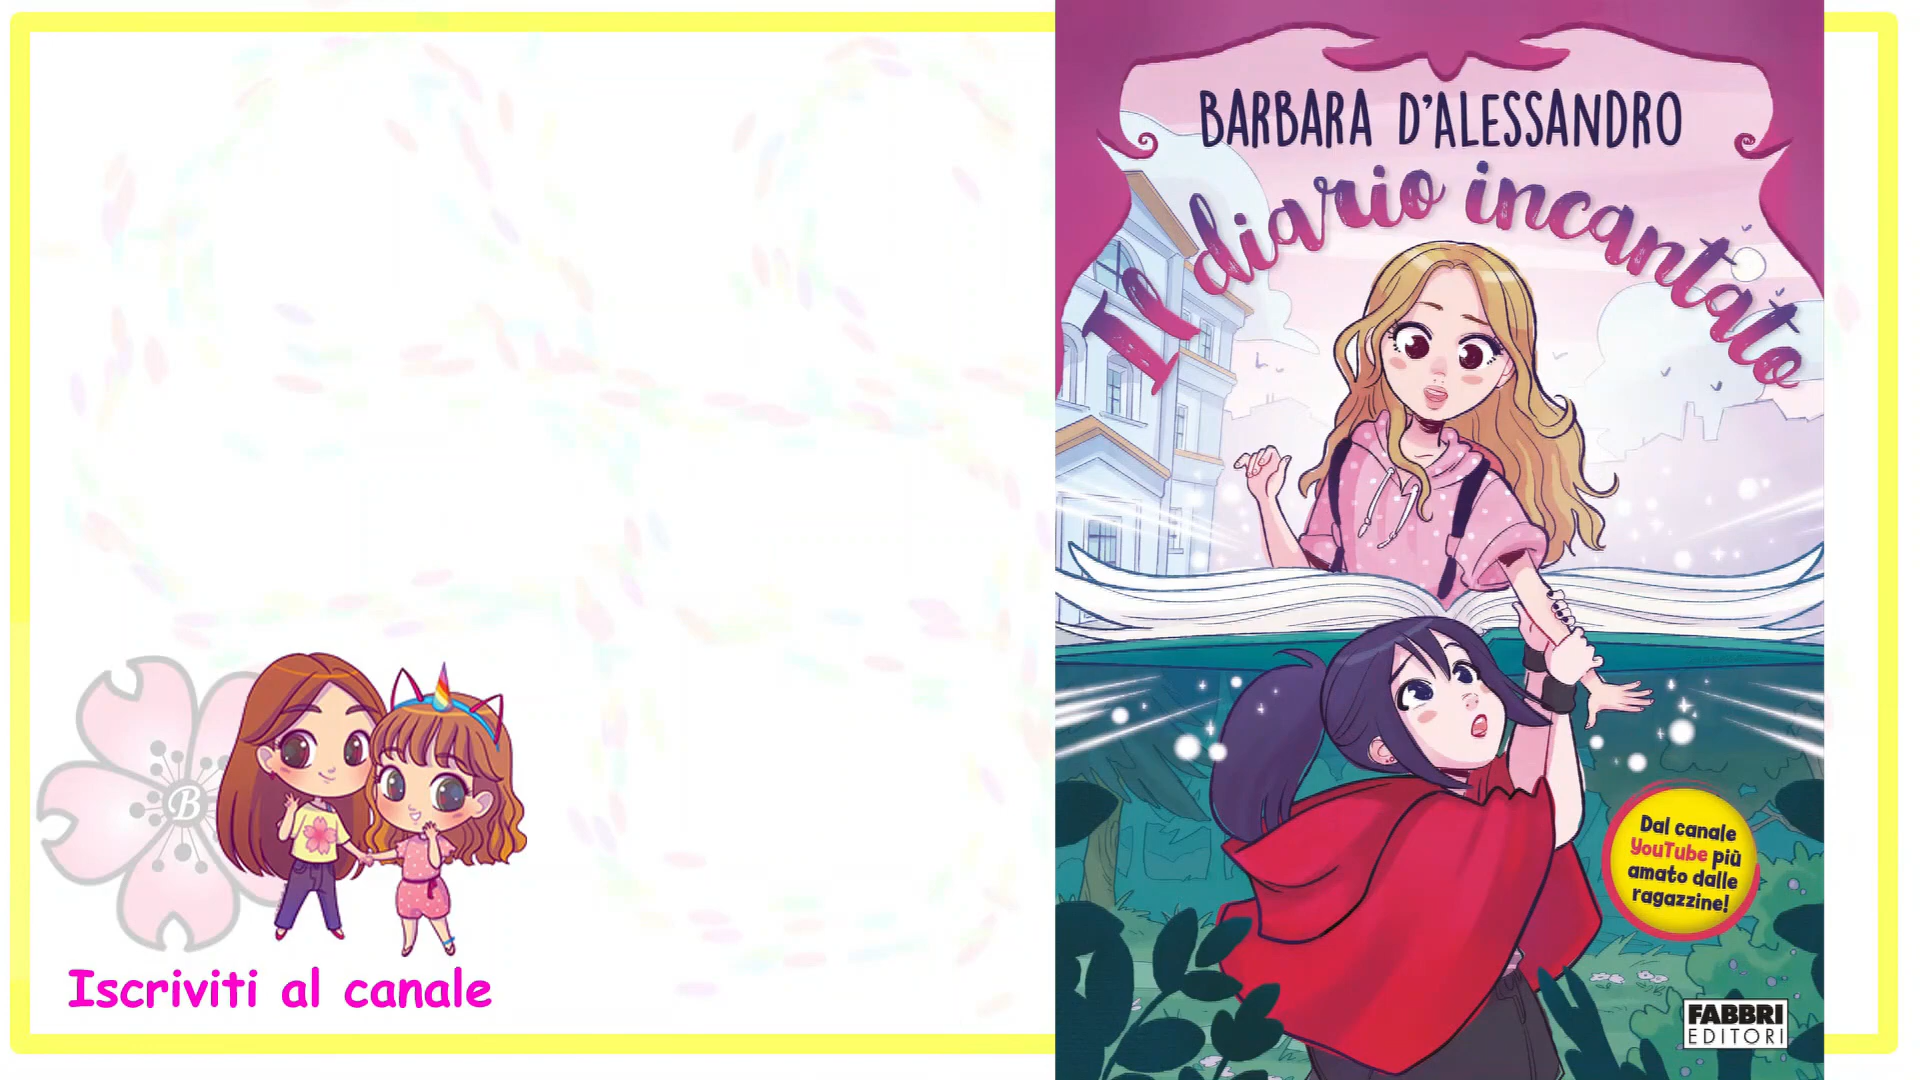 BARBARA D'ALESSANDRO
Il diario incantato
Dal canale
YouTube più
amato dalle
ragazzine!
FABBRI
EDITORI
B
Iscriviti al canale